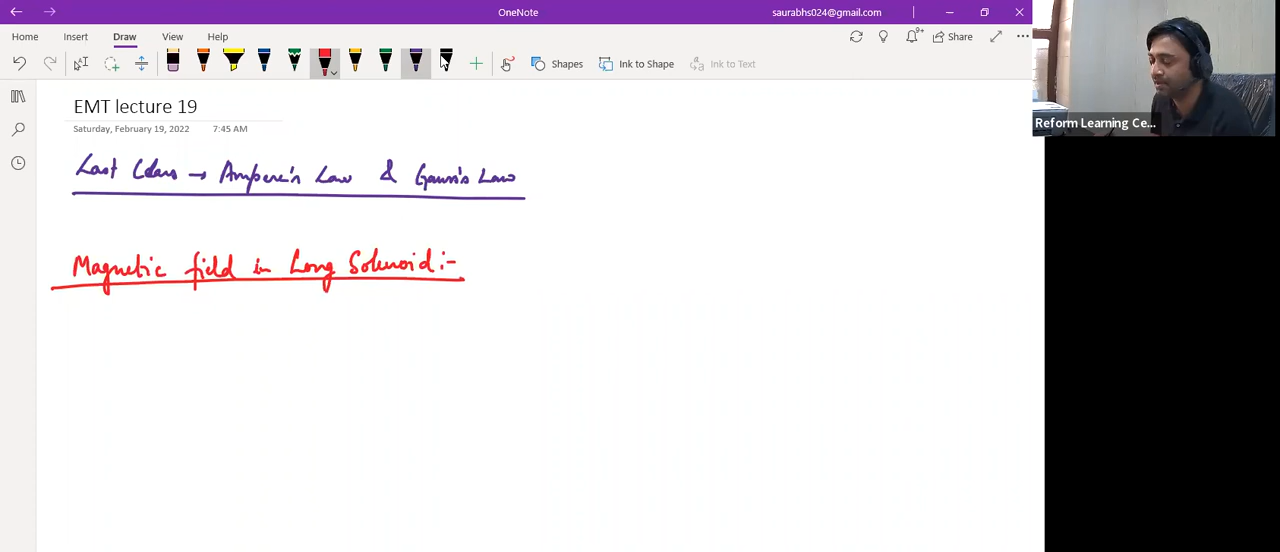 OneNote
saurabhs024@gmail.com
Home Insert Draw View Help
9+ Share
Shapes Ink to Shape Ink to Text
EMT lecture 19
Saturday, February 19, 2022 7:45 AM
Last Class → Ampere's Law & Gauss's Law
Magnetic field in Long Solenoid :-
Reform Learning Ce...